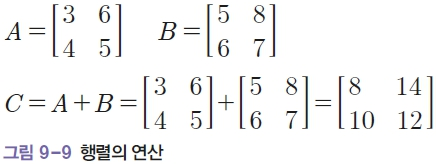 A = [3 6 B = [5 8
4 5] 6 7]
C = A + B = [3 6 + [5 8 = [8 14
4 5] 6 7] 10 12]
그림 9-9 행렬의 연산